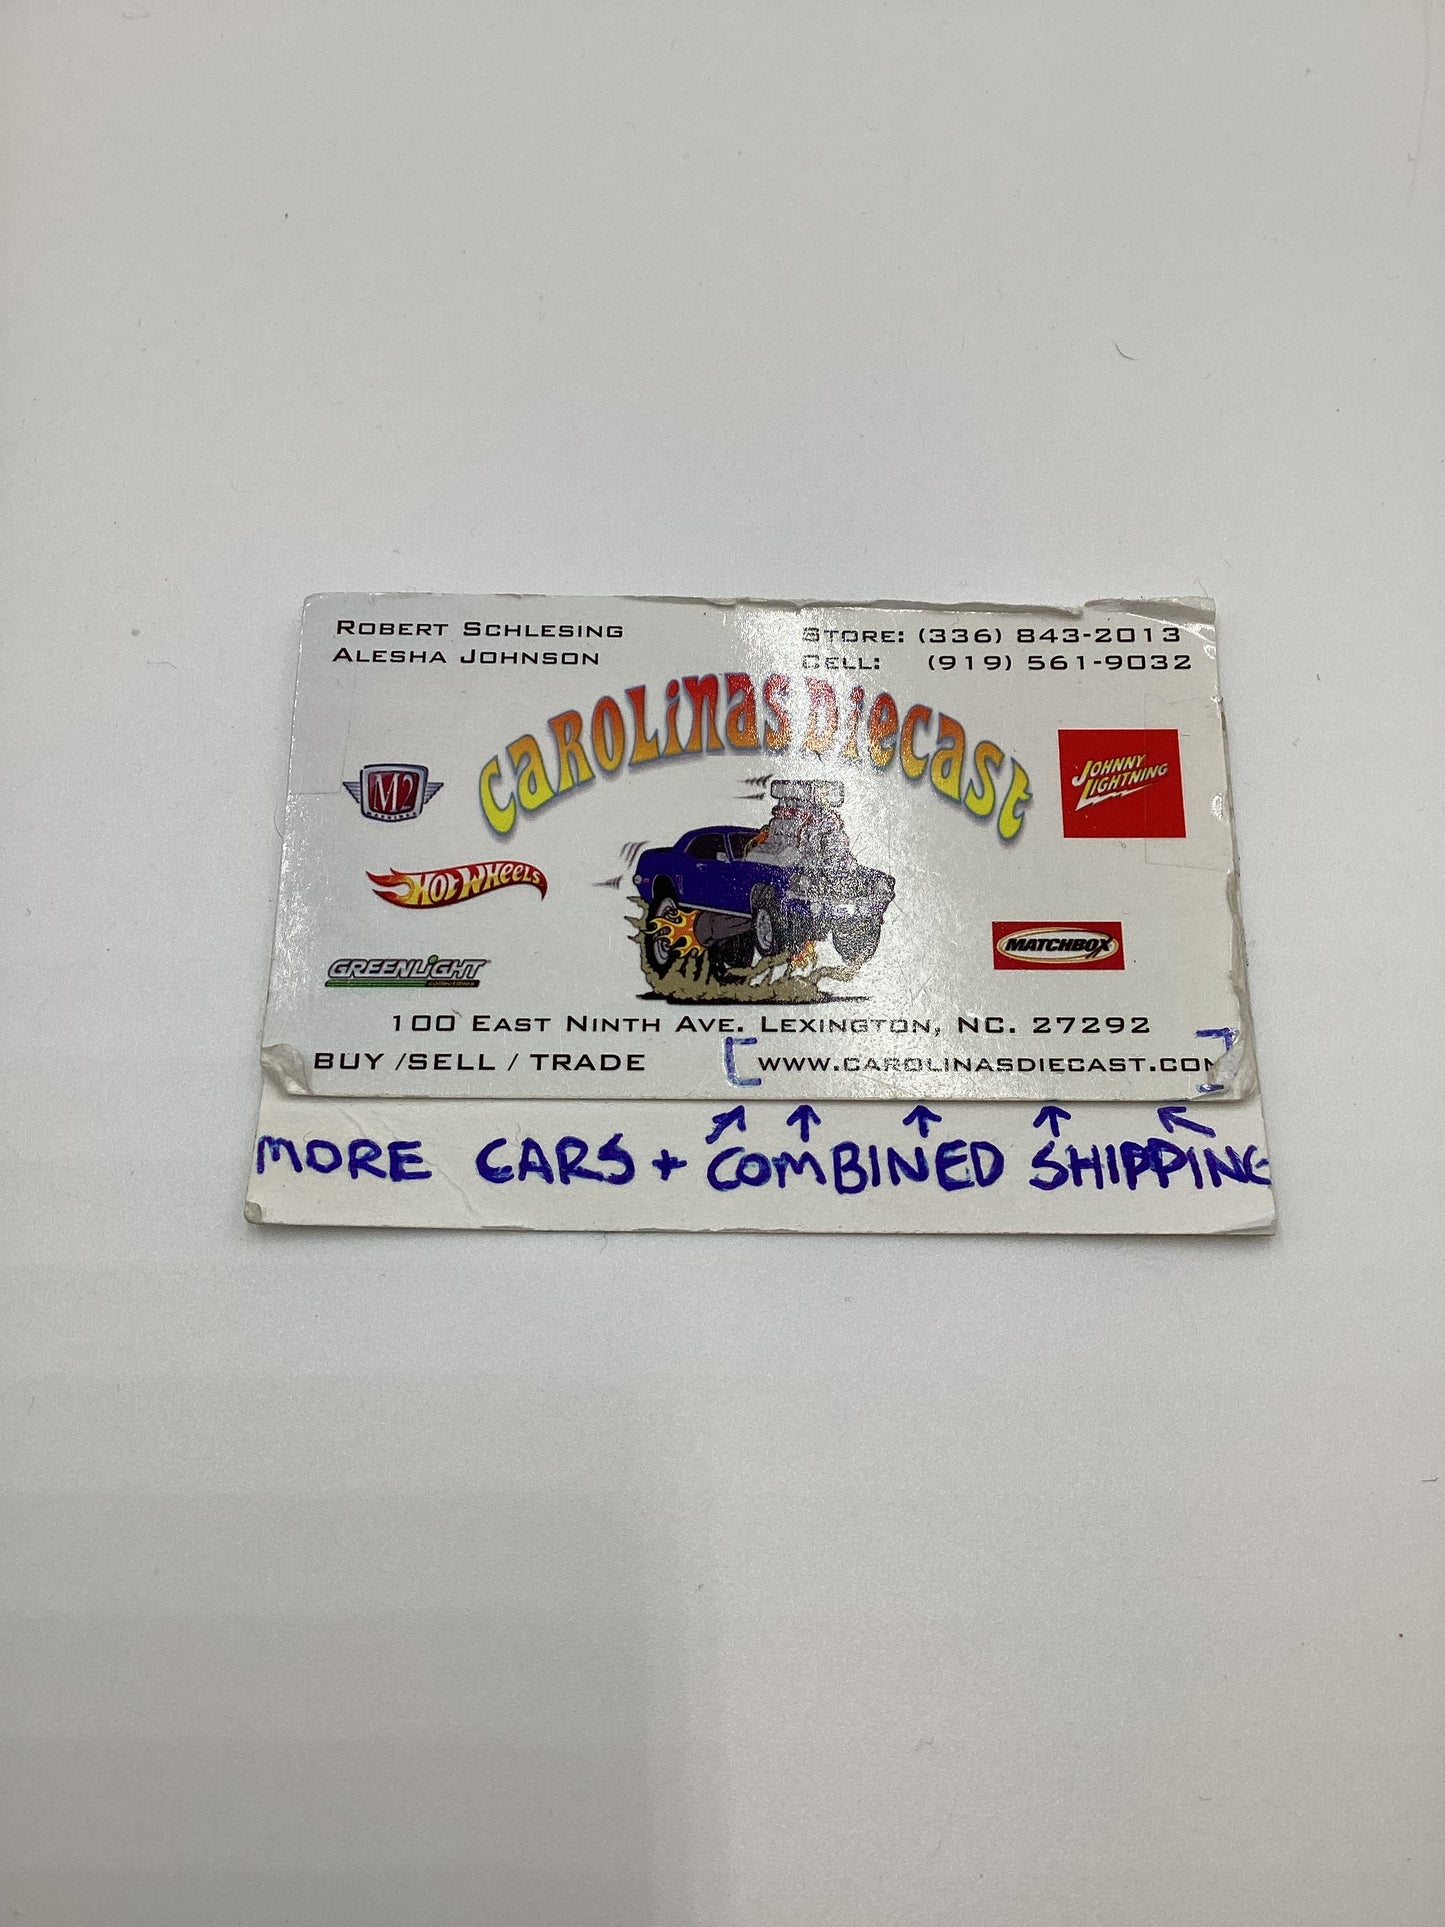 ROBERT SCHLESING
ALESHA JOHNSON
STORE: (336) 843-2013
CELL: (919) 561-9032
CAROLINAS DIECAST
M2
MACHINES
JOHNNY
LIGHTNING
HOT WHEELS
MATCHBOX
GREENLIGHT
collectibles
100 EAST NINTH AVE. LEXINGTON, NC. 27292
BUY /SELL / TRADE [ WWW.CAROLINASDIECAST.COM ]
MORE CARS + COMBINED SHIPPING